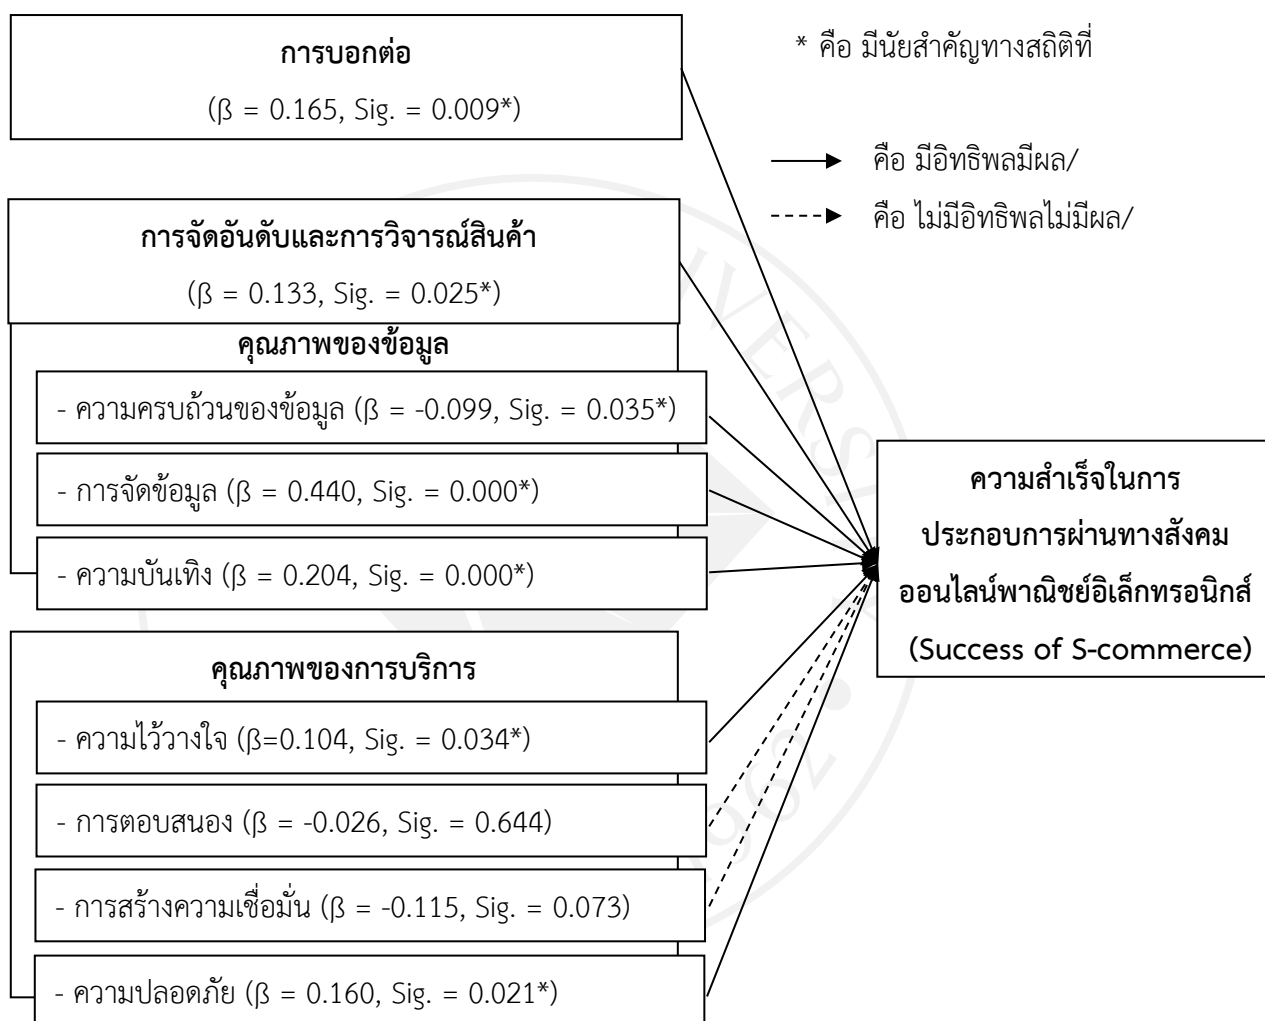 การบอกต่อ
(β = 0.165, Sig. = 0.009*)
* คือ มีนัยสำคัญทางสถิติที่
คือ มีอิทธิพลมีผล/
คือ ไม่มีอิทธิพลไม่มีผล/
การจัดอันดับและการวิจารณ์สินค้า
(β = 0.133, Sig. = 0.025*)
คุณภาพของข้อมูล
- ความครบถ้วนของข้อมูล (β = -0.099, Sig. = 0.035*)
- การจัดข้อมูล (β = 0.440, Sig. = 0.000*)
- ความบันเทิง (β = 0.204, Sig. = 0.000*)
ความสำเร็จในการ
ประกอบการผ่านทางสังคม
ออนไลน์พาณิชย์อิเล็กทรอนิกส์
(Success of S-commerce)
คุณภาพของการบริการ
- ความไว้วางใจ (β=0.104, Sig. = 0.034*)
- การตอบสนอง (β = -0.026, Sig. = 0.644)
- การสร้างความเชื่อมั่น (β = -0.115, Sig. = 0.073)
- ความปลอดภัย (β = 0.160, Sig. = 0.021*)